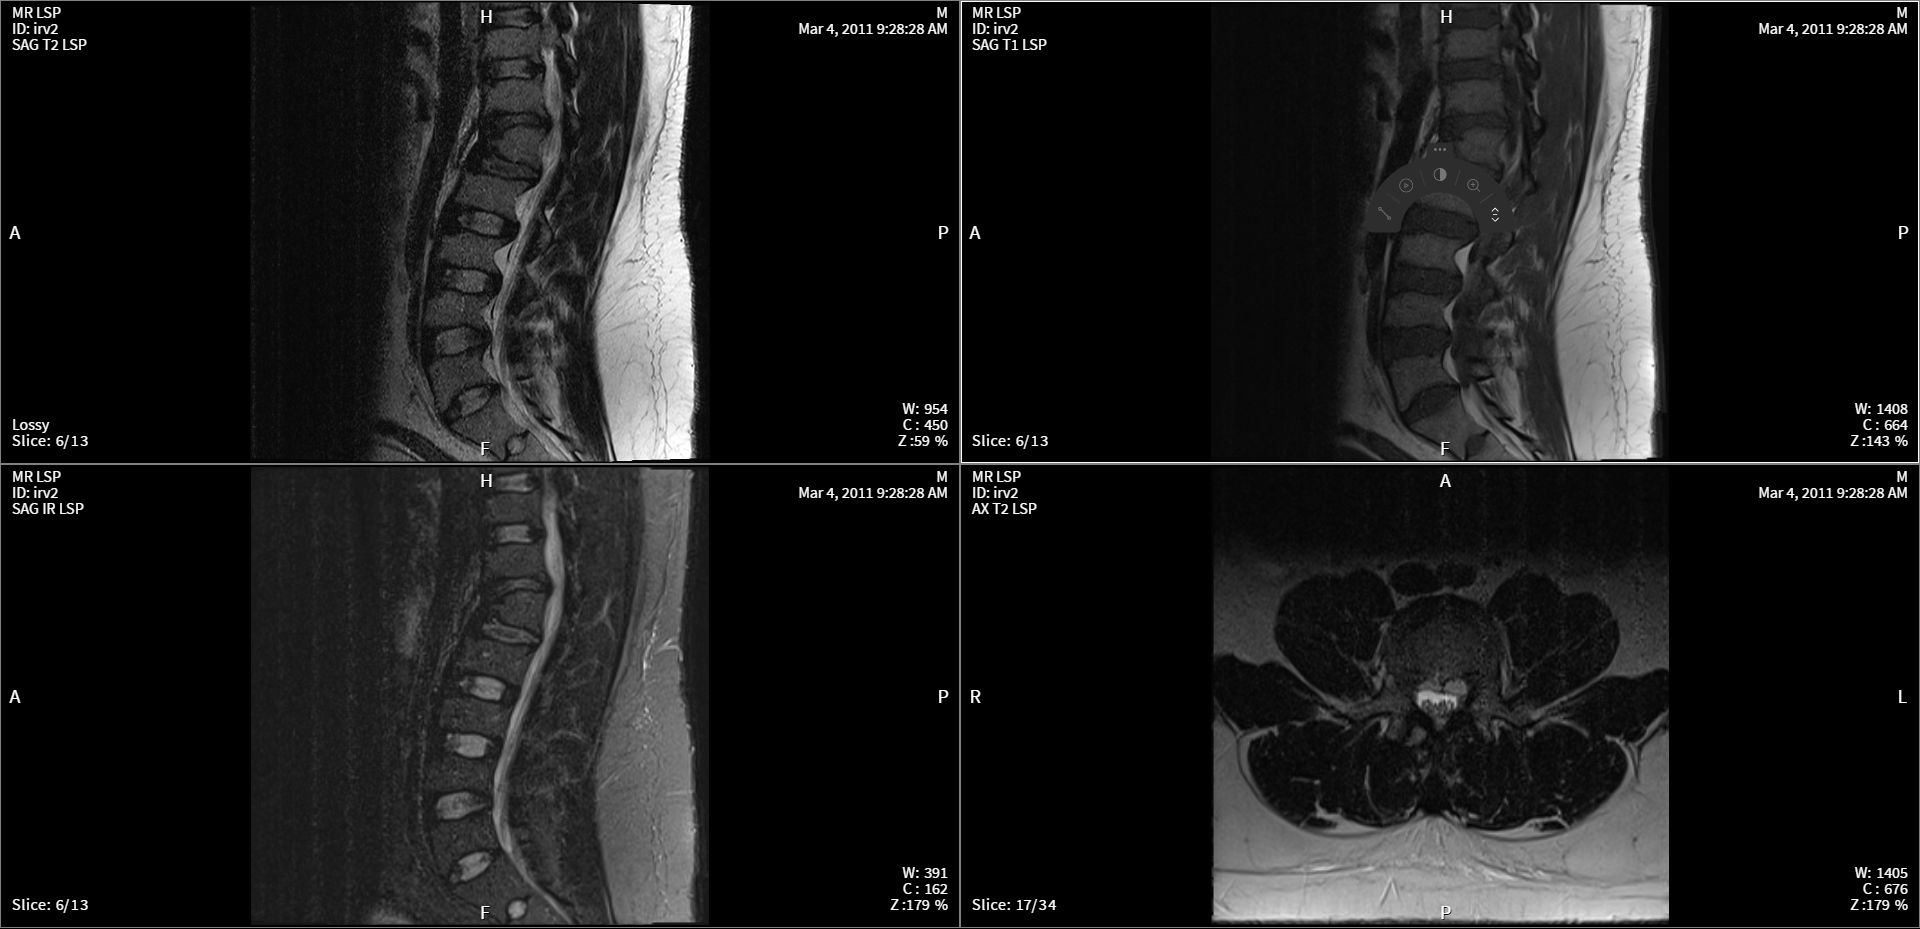 MR LSP
ID: irv2
SAG T2 LSP
H
M
Mar 4, 2011 9:28:28 AM
A
P
Lossy
Slice: 6/13
F
W: 954
C : 450
Z :59 %
MR LSP
ID: irv2
SAG T1 LSP
H
M
Mar 4, 2011 9:28:28 AM
A
P
Slice: 6/13
F
W: 1408
C : 664
Z :143 %
MR LSP
ID: irv2
SAG IR LSP
H
M
Mar 4, 2011 9:28:28 AM
A
P
Slice: 6/13
F
W: 391
C : 162
Z :179 %
MR LSP
ID: irv2
AX T2 LSP
A
M
Mar 4, 2011 9:28:28 AM
R
L
Slice: 17/34
P
W: 1405
C : 676
Z :179 %